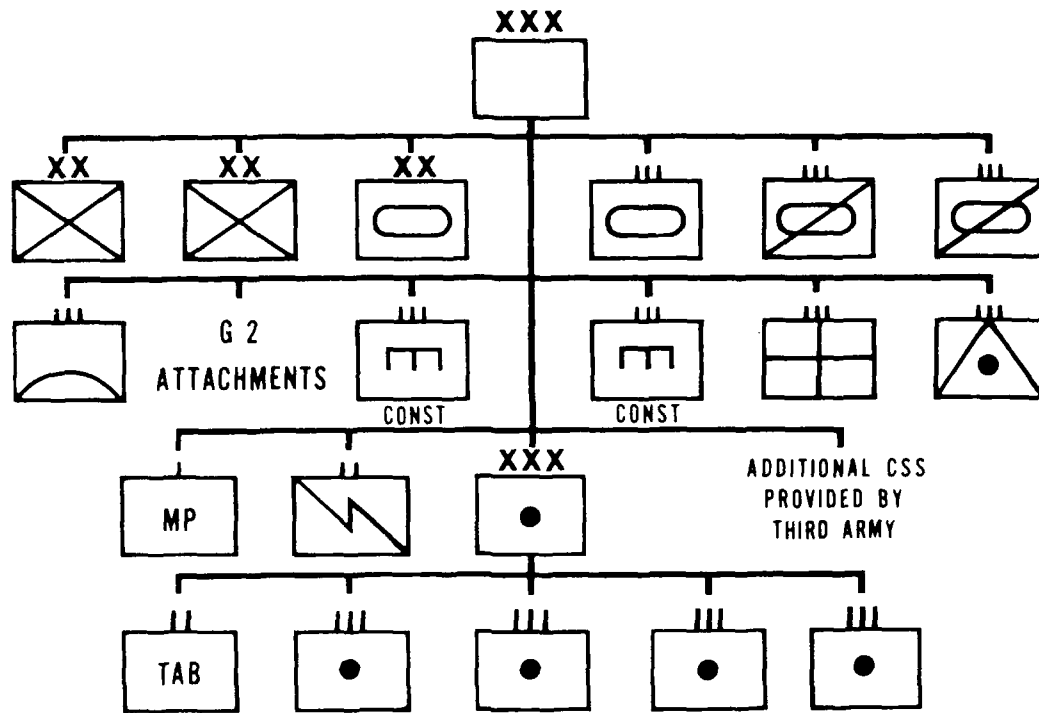 XXX
XX XX XX III III III
III G 2 III III III III
ATTACHMENTS
CONST CONST
I II XXX ADDITIONAL CSS
PROVIDED BY
MP THIRD ARMY
II III III III III
TAB